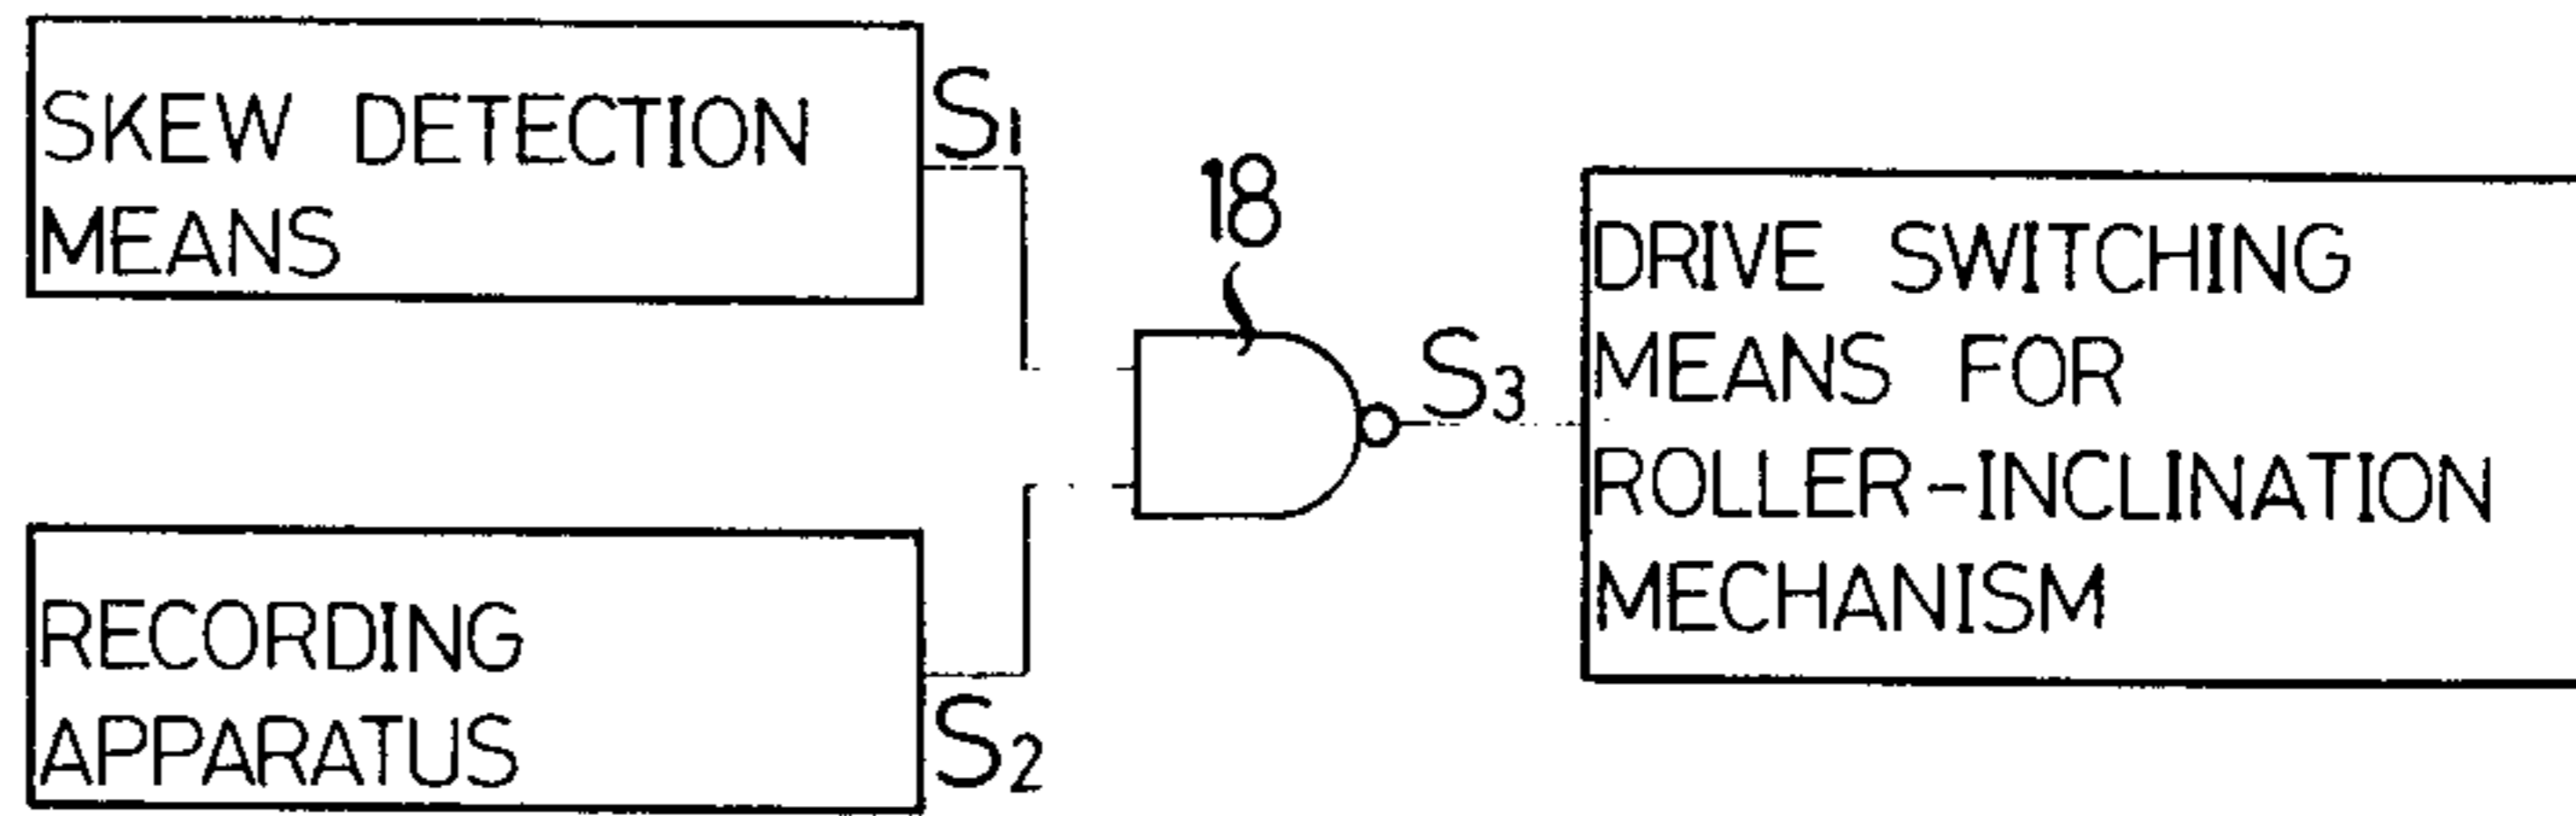 SKEW DETECTION
MEANS
S1
18
S3
DRIVE SWITCHING
MEANS FOR
ROLLER-INCLINATION
MECHANISM
RECORDING
APPARATUS
S2